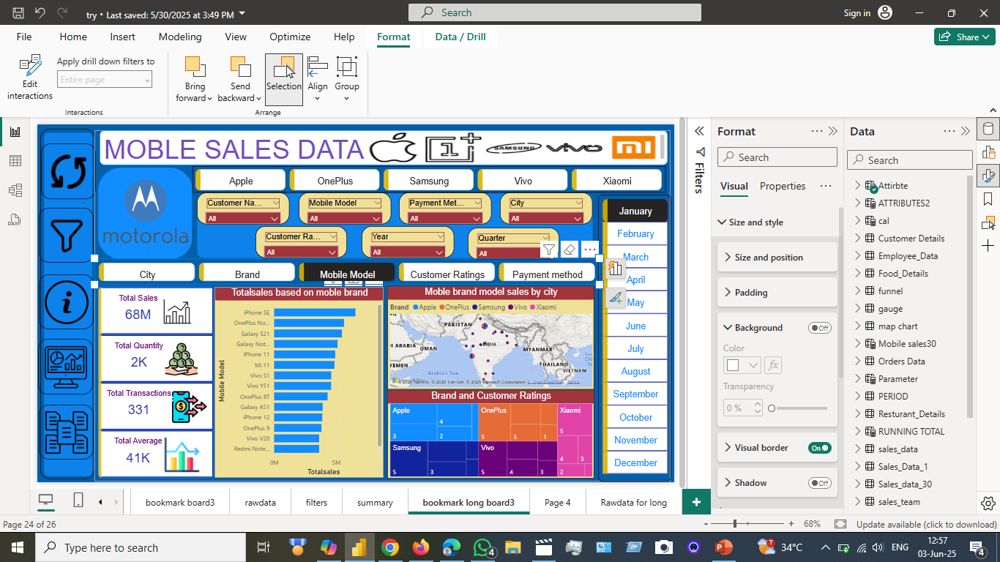 try • Last saved: 5/30/2025 at 3:49 PM
Search
Sign in
File Home Insert Modeling View Optimize Help Format Data / Drill
Share
Edit interactions
Apply drill down filters to
Entire page
Bring forward
Send backward
Selection
Align
Group
Interactions
Arrange
MOBLE SALES DATA
SAMSUNG
vivo
MI
motorola
Apple OnePlus Samsung Vivo Xiaomi
Customer Na...
All
Mobile Model
All
Payment Met...
All
City
All
Customer Ra...
All
Year
All
Quarter
All
City Brand Mobile Model Customer Ratings Payment method
January
February
March
April
May
June
July
August
September
October
November
December
Total Sales
68M
Total Quantity
2K
Total Transactions
331
Total Average
41K
Totalsales based on moble brand
Mobile Model
iPhone SE
OnePlus No...
Galaxy S21
Galaxy Not...
iPhone 11
Mi 11
Vivo S1
Vivo Y51
OnePlus 8T
Galaxy A51
iPhone 12
OnePlus 9
Vivo V20
Redmi Note...
0M 5M
Totalsales
Moble brand model sales by city
Brand Apple OnePlus Samsung Vivo Xiaomi
PAKISTAN
INDIA
OMAN
MYANMAR
YEMEN
THAILAND
VIETNAM
Arabian Sea
© 2025 TomTom, © 2025 Microsoft Corporation, © OpenStreetMap Terms
Brand and Customer Ratings
Apple
3
4
2
OnePlus
5
3
1
Xiaomi
5
4
3
2
Samsung
5
3
Vivo
5
4
3
Filters
Format
Search
Visual Properties
Size and style
Size and position
Padding
Background
Off
Color
fx
Transparency
0 %
Visual border
On
Shadow
Off
Data
Search
Attirbte
ATTRIBUTES2
cal
Customer Details
Employee_Data
Food_Details
funnel
gauge
map chart
Mobile sales30
Orders Data
Parameter
PERIOD
Resturant_Details
RUNNING TOTAL
sales_data
Sales_Data_1
Sales_data_30
sales_team
bookmark board3 rawdata filters summary bookmark long board3 Page 4 Rawdata for long
Page 24 of 26
68%
Update available (click to download)
Type here to search
4
7
34°C
ENG
12:57
03-Jun-25
4